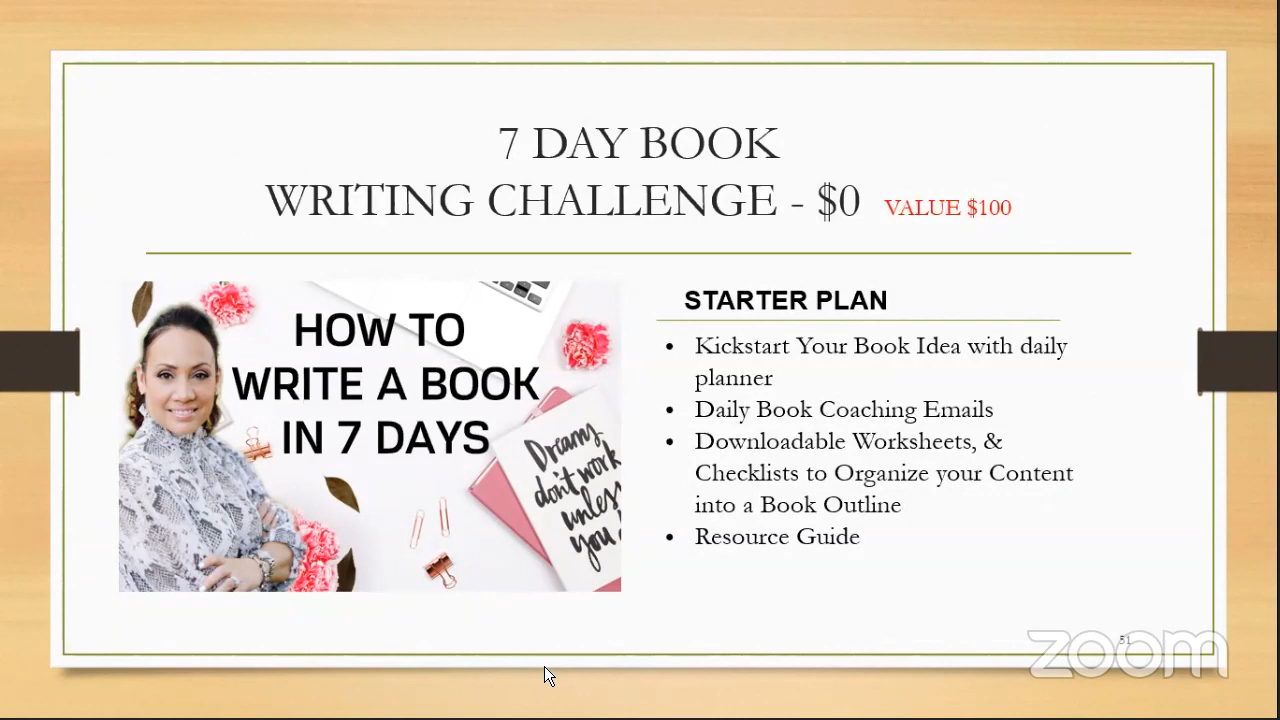 7 DAY BOOK
WRITING CHALLENGE - $0 VALUE $100
HOW TO
WRITE A BOOK
IN 7 DAYS
Dreams
don't work
unless
you
STARTER PLAN
• Kickstart Your Book Idea with daily
planner
• Daily Book Coaching Emails
• Downloadable Worksheets, &
Checklists to Organize your Content
into a Book Outline
• Resource Guide
51
zoom